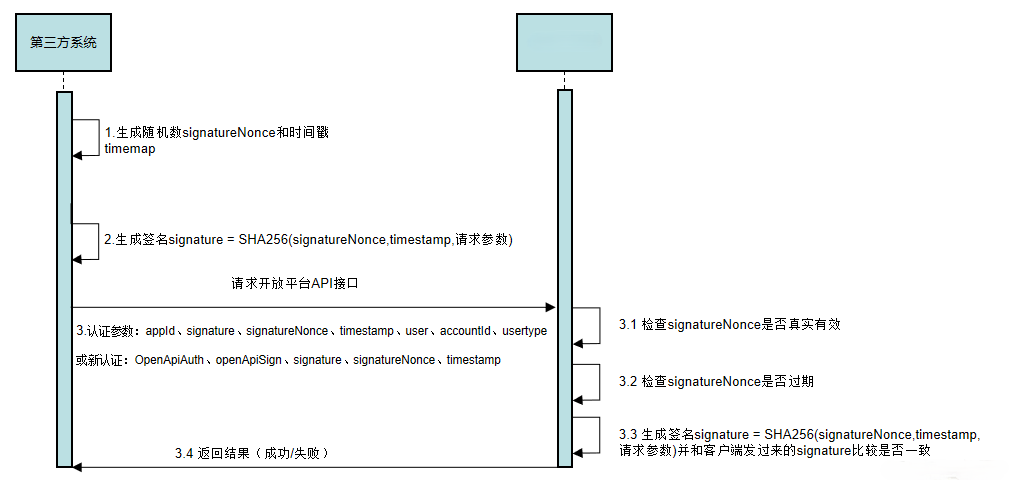 第三方系统
1.生成随机数signatureNonce和时间戳
timemap
2.生成签名signature = SHA256(signatureNonce,timestamp,请求参数)
请求开放平台API接口
3.认证参数：appId、signature、signatureNonce、timestamp、user、accountId、usertype
或新认证：OpenApiAuth、openApiSign、signature、signatureNonce、timestamp
3.1 检查signatureNonce是否真实有效
3.2 检查signatureNonce是否过期
3.3 生成签名signature = SHA256(signatureNonce,timestamp,
请求参数)并和客户端发过来的signature比较是否一致
3.4 返回结果（成功/失败）